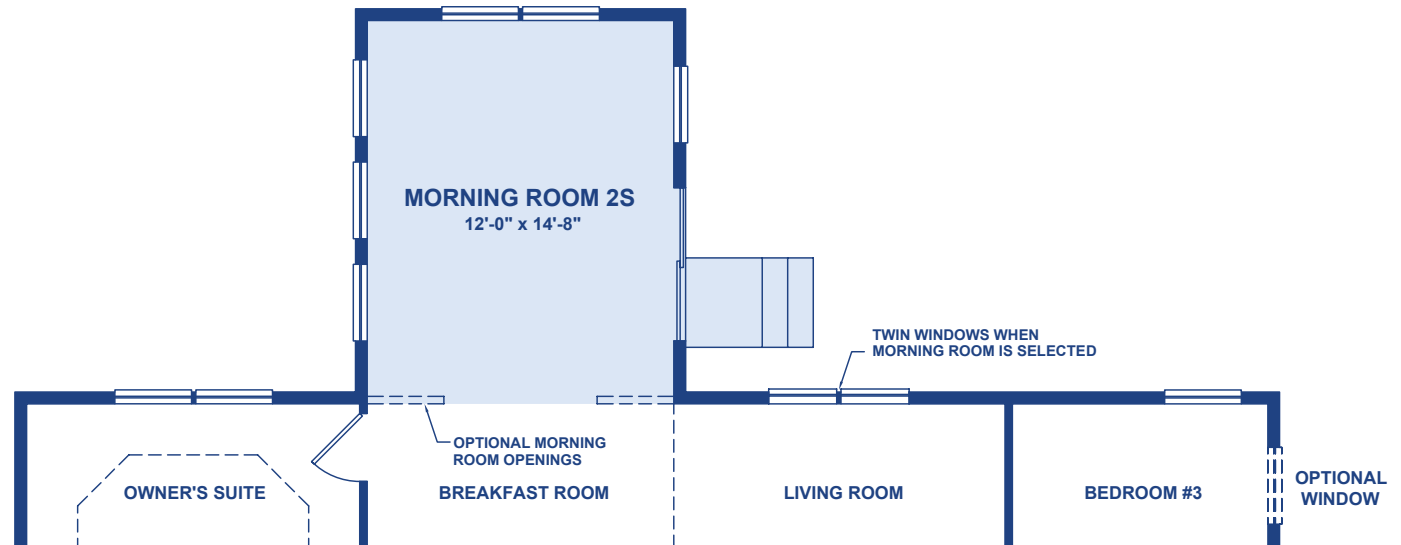 MORNING ROOM 2S
12'-0" x 14'-8"
TWIN WINDOWS WHEN
MORNING ROOM IS SELECTED
OPTIONAL MORNING
ROOM OPENINGS
OWNER'S SUITE
BREAKFAST ROOM
LIVING ROOM
BEDROOM #3
OPTIONAL
WINDOW